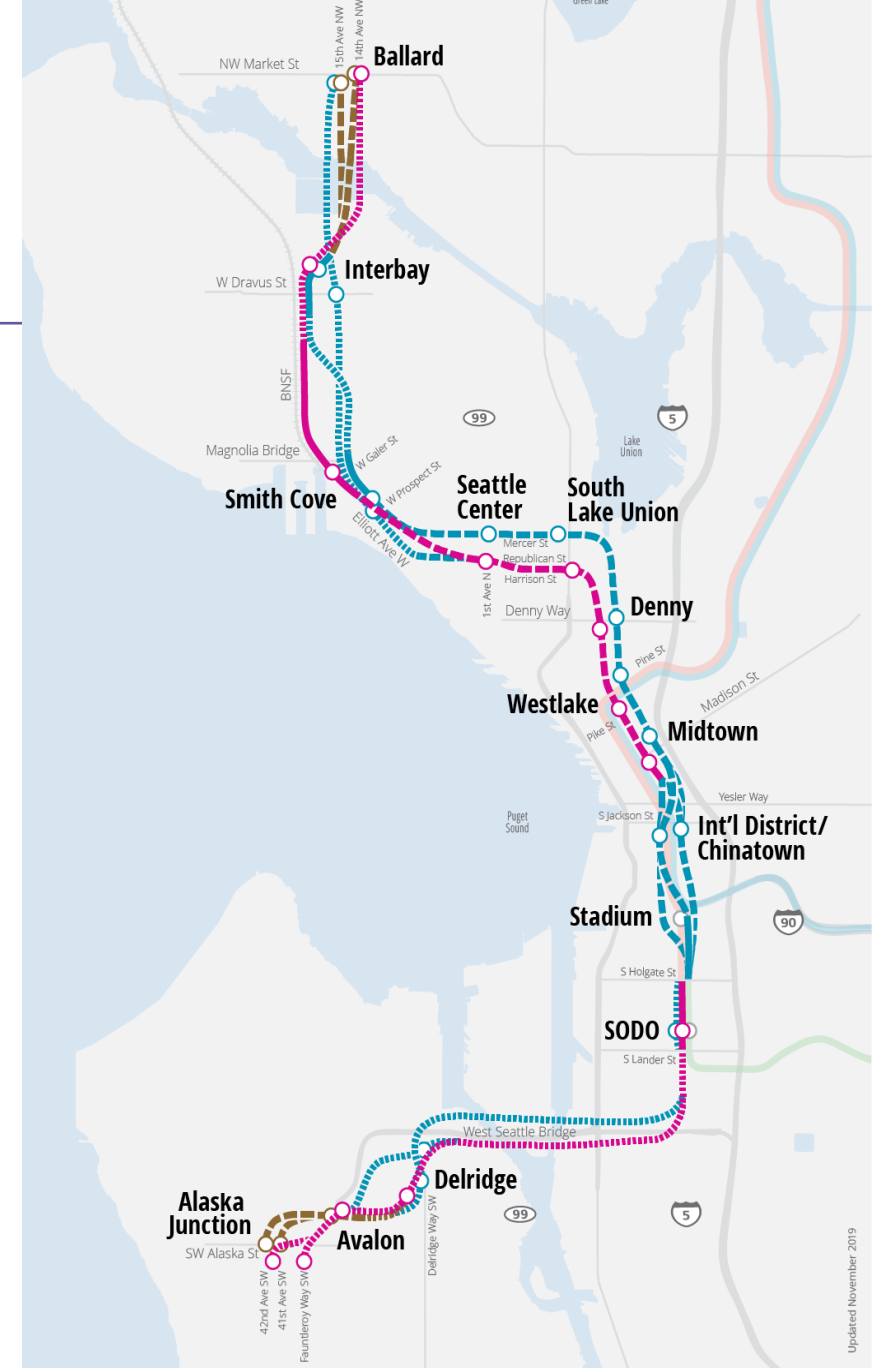 Green Lake
15th Ave NW
14th Ave NW
Ballard
NW Market St
Interbay
W Dravus St
BNSF
99
5
Lake
Union
Magnolia Bridge
W Galer St
W Prospect St
Smith Cove
Elliott Ave W
Seattle
Center
South
Lake Union
Mercer St
Republican St
Harrison St
1st Ave N
Denny Way
Denny
Pine St
Madison St
Westlake
Pike St
Midtown
Yesler Way
Puget
Sound
S Jackson St
Int'l District/
Chinatown
Stadium
90
S Holgate St
SODO
S Lander St
West Seattle Bridge
Delridge
Alaska
Junction
99
5
Avalon
SW Alaska St
Delridge Way SW
42nd Ave SW
41st Ave SW
Fauntleroy Way SW
Updated November 2019